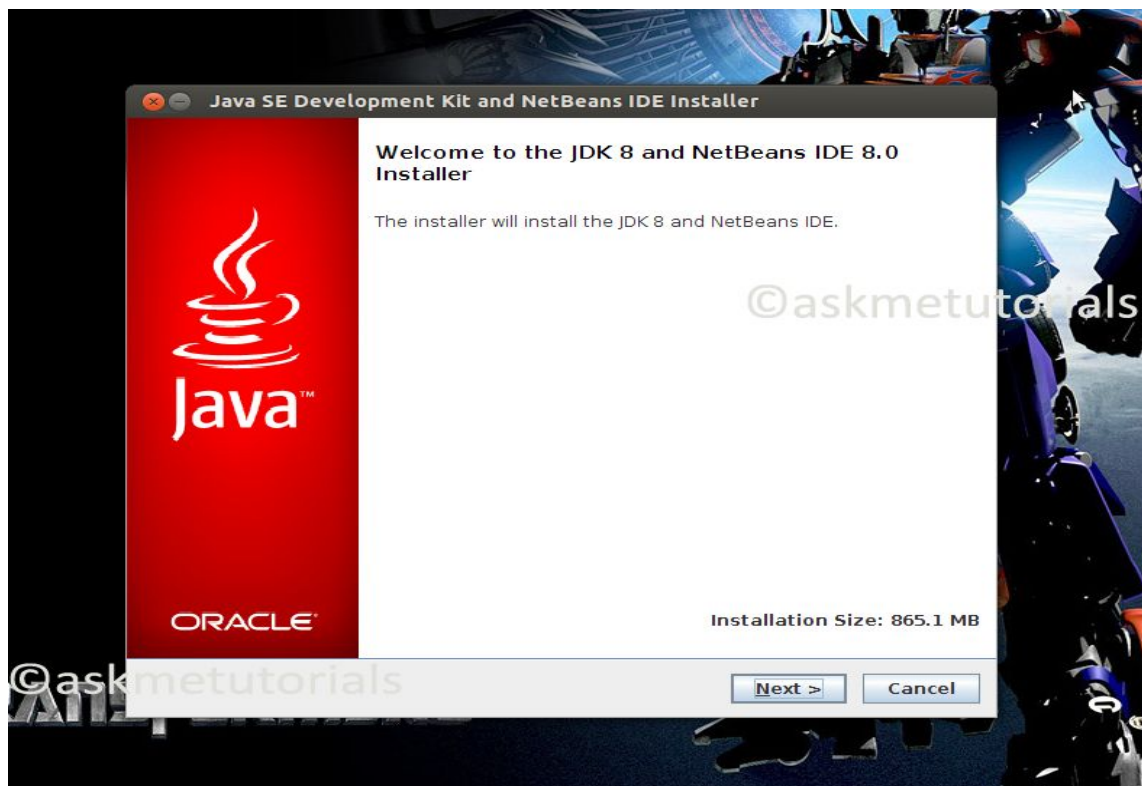 Java SE Development Kit and NetBeans IDE Installer
Welcome to the JDK 8 and NetBeans IDE 8.0
Installer
The installer will install the JDK 8 and NetBeans IDE.
©askmetutorials
Java™
ORACLE®
Installation Size: 865.1 MB
©askmetutorials
Next >
Cancel